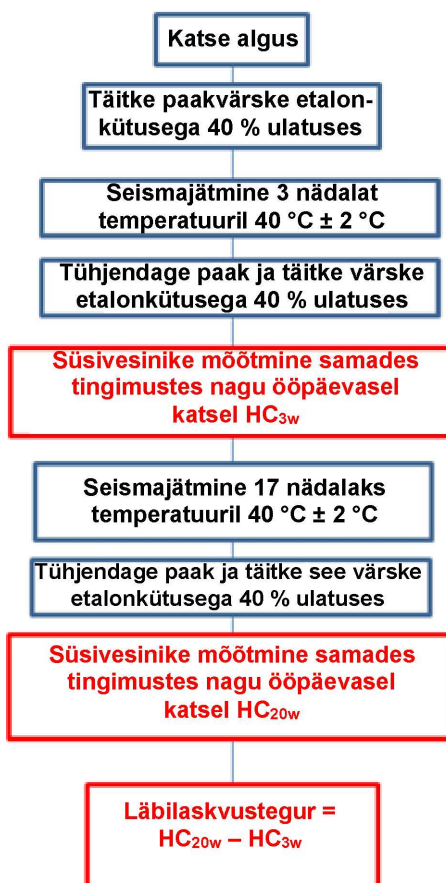 Katse algus
Täitke paakvärske etalon-
kütusega 40 % ulatuses
Seismajätmine 3 nädalat
temperatuuril 40 °C ± 2 °C
Tühjendage paak ja täitke värske
etalonkütusega 40 % ulatuses
Süsivesinike mõõtmine samades
tingimustes nagu ööpäevasel
katsel HC3w
Seismajätmine 17 nädalaks
temperatuuril 40 °C ± 2 °C
Tühjendage paak ja täitke see värske
etalonkütusega 40 % ulatuses
Süsivesinike mõõtmine samades
tingimustes nagu ööpäevasel
katsel HC20w
Läbilaskvustegur =
HC20w – HC3w